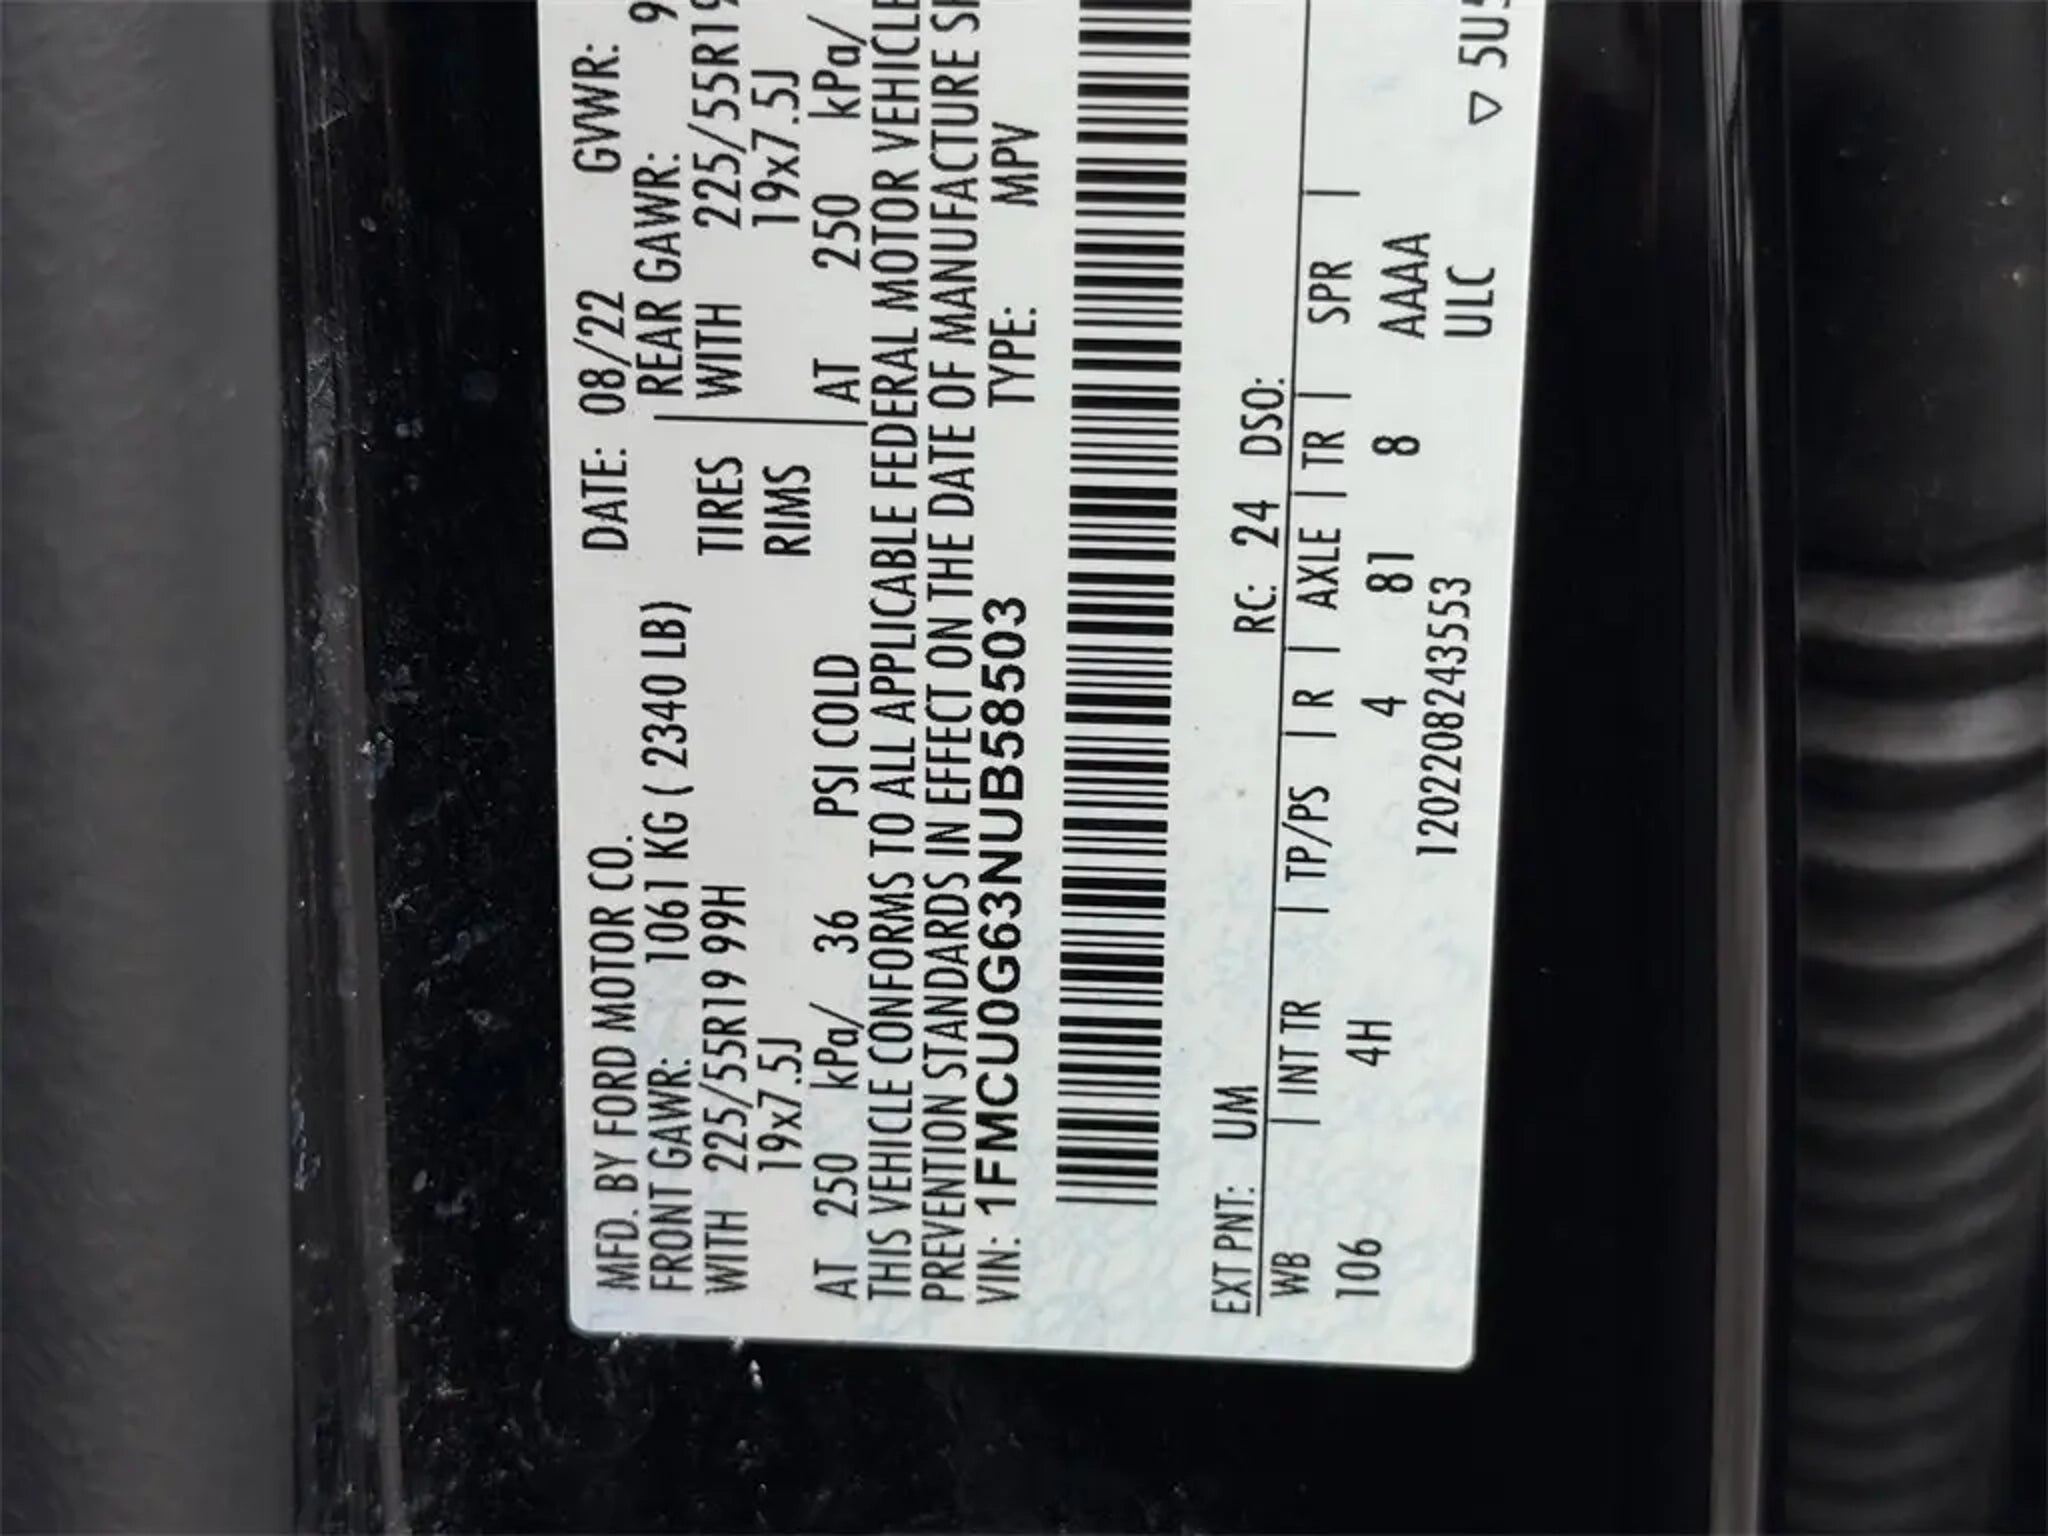 MFD. BY FORD MOTOR CO. DATE: 08/22 GVWR:
FRONT GAWR: 1061 KG ( 2340 LB) REAR GAWR:
WITH 225/55R19 99H TIRES WITH 225/55R19
19x7.5J RIMS 19x7.5J
AT 250 kPa/ 36 PSI COLD AT 250 kPa/
THIS VEHICLE CONFORMS TO ALL APPLICABLE FEDERAL MOTOR VEHICLE
PREVENTION STANDARDS IN EFFECT ON THE DATE OF MANUFACTURE
VIN: 1FMCU0G63NUB58503 TYPE: MPV
EXT PNT: UM RC: 24 DSO:
WB | INT TR | TP/PS | R | AXLE | TR | SPR |
106 4H 4 81 8 AAAA
1202208243553 ULC ▽ 5U5